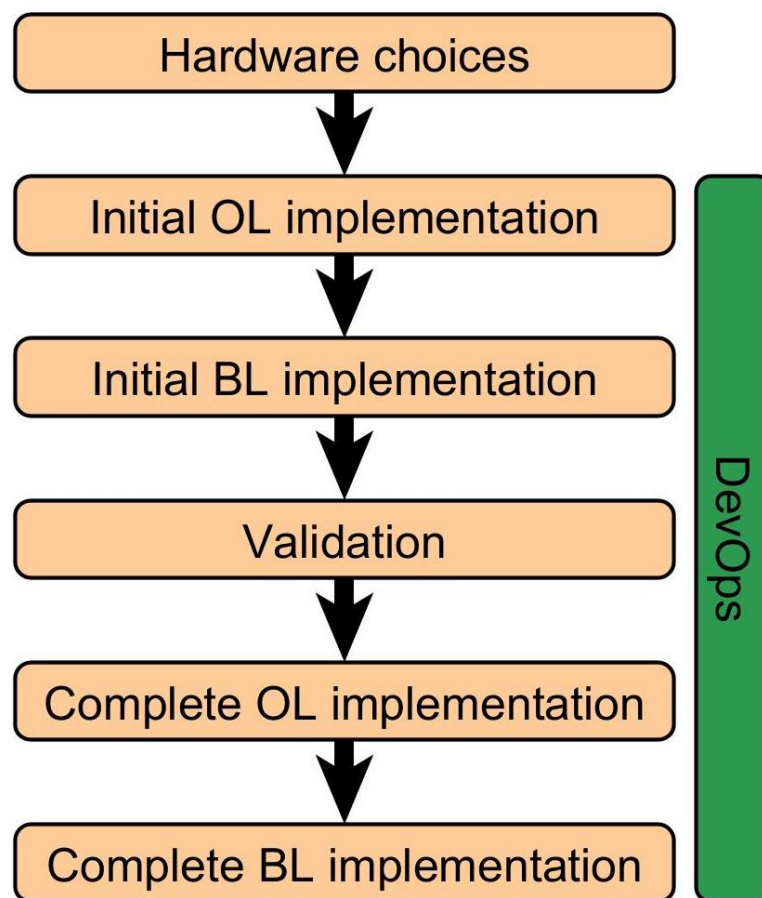 Hardware choices
Initial OL implementation
Initial BL implementation
Validation
Complete OL implementation
Complete BL implementation
DevOps